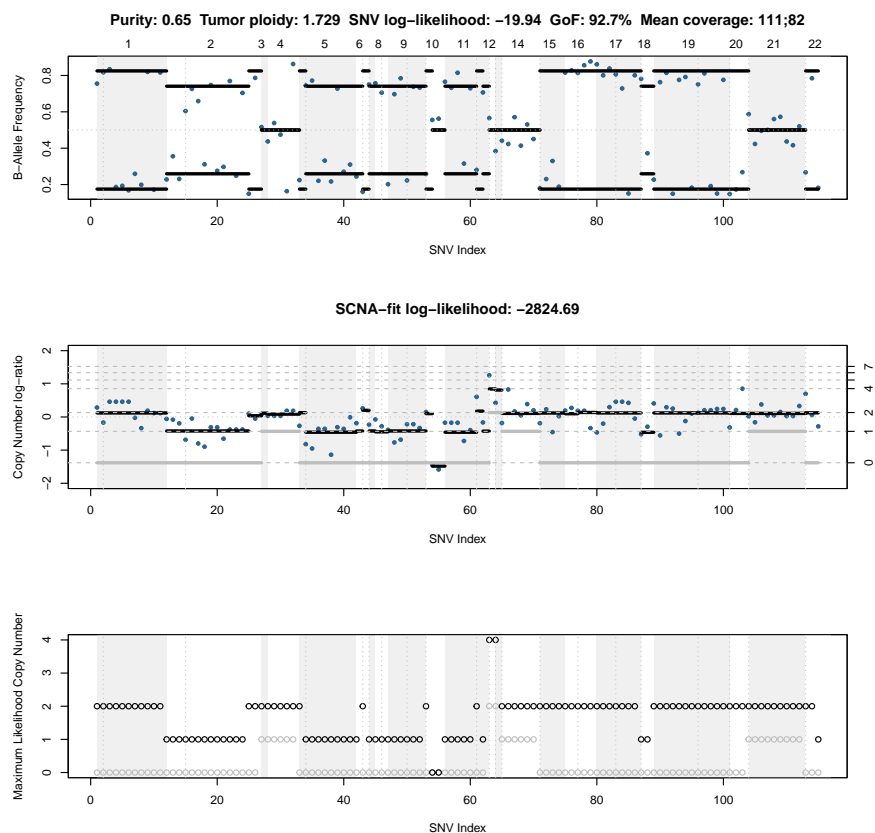 Purity: 0.65 Tumor ploidy: 1.729 SNV log−likelihood: −19.94 GoF: 92.7% Mean coverage: 111;82
1 2 3 4 5 6 8 9 10 11 12 14 15 16 17 18 19 20 21 22
B−Allele Frequency
0.2 0.4 0.6 0.8
0 20 40 60 80 100
SNV Index
SCNA−fit log−likelihood: −2824.69
Copy Number log−ratio
−2 −1 0 1 2
0 1 2 4 7
0 20 40 60 80 100
SNV Index
Maximum Likelihood Copy Number
0 1 2 3 4
0 20 40 60 80 100
SNV Index